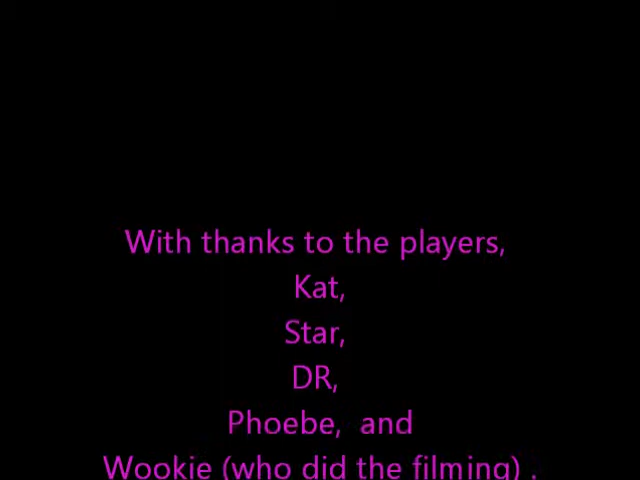 With thanks to the players,
Kat,
Star,
DR,
Phoebe,  and
Wookie (who did the filming) .